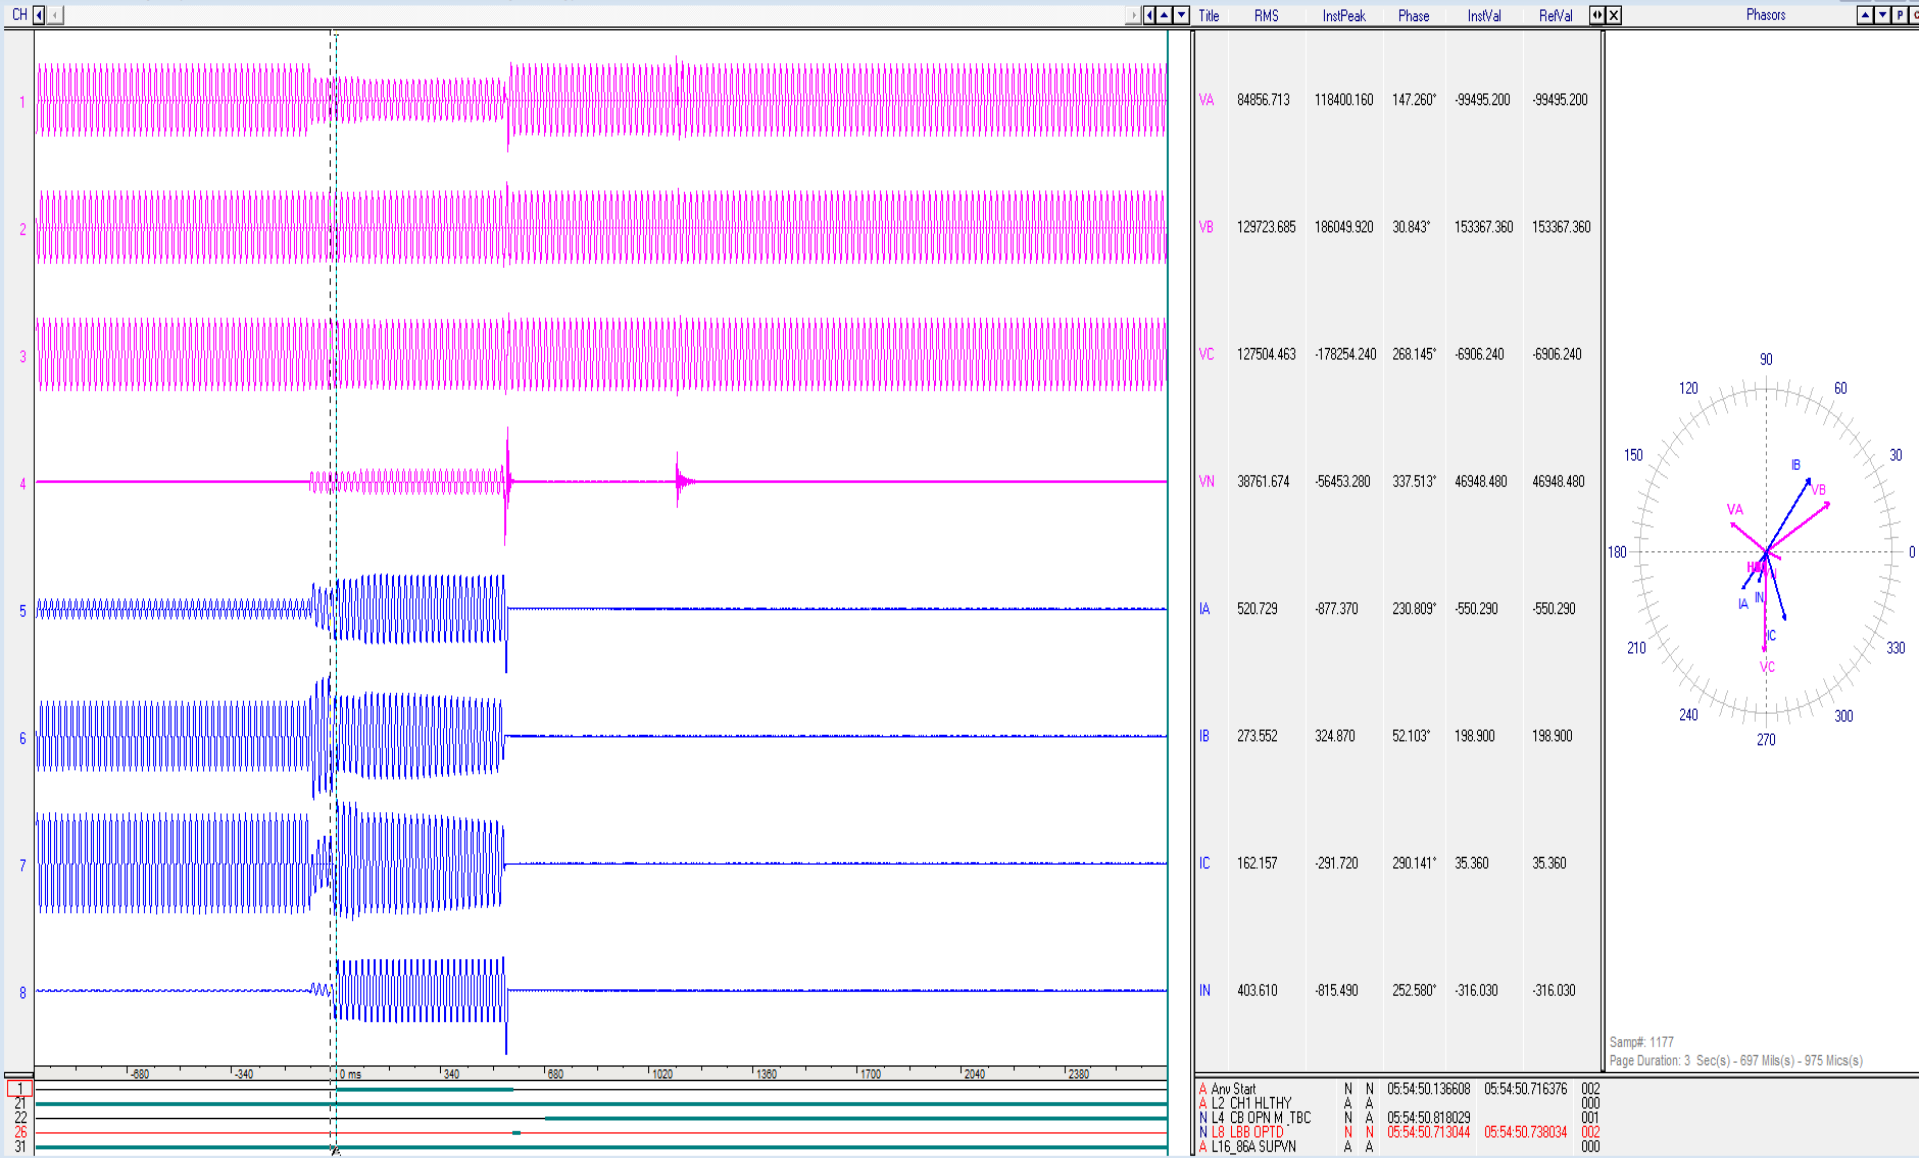 CH
Title RMS InstPeak Phase InstVal RefVal
Phasors
P
1
VA 84856.713 118400.160 147.260° -99495.200 -99495.200
2
VB 129723.685 186049.920 30.843° 153367.360 153367.360
3
VC 127504.463 -178254.240 268.145° -6906.240 -6906.240
4
VN 38761.674 -56453.280 337.513° 46948.480 46948.480
5
IA 520.729 -877.370 230.809° -550.290 -550.290
6
IB 273.552 324.870 52.103° 198.900 198.900
7
IC 162.157 -291.720 290.141° 35.360 35.360
8
IN 403.610 -815.490 252.580° -316.030 -316.030
90
120 60
150 30
IB
VB
VA
180 0
IA IN
IC
VC
210 330
240 300
270
Samp#: 1177
Page Duration: 3 Sec(s) - 697 Mils(s) - 975 Mics(s)
-680 -340 0 ms 340 680 1020 1360 1700 2040 2380
1
21
22
26
31
A Any Start N N 05:54:50.136608 05:54:50.716376 002
A L2 CH1 HLTHY A A 000
N L4 CB OPN M_TBC N A 05:54:50.818029 001
N L8 LBB OPTD N N 05:54:50.713044 05:54:50.738034 002
A L16_86A SUPVN A A 000